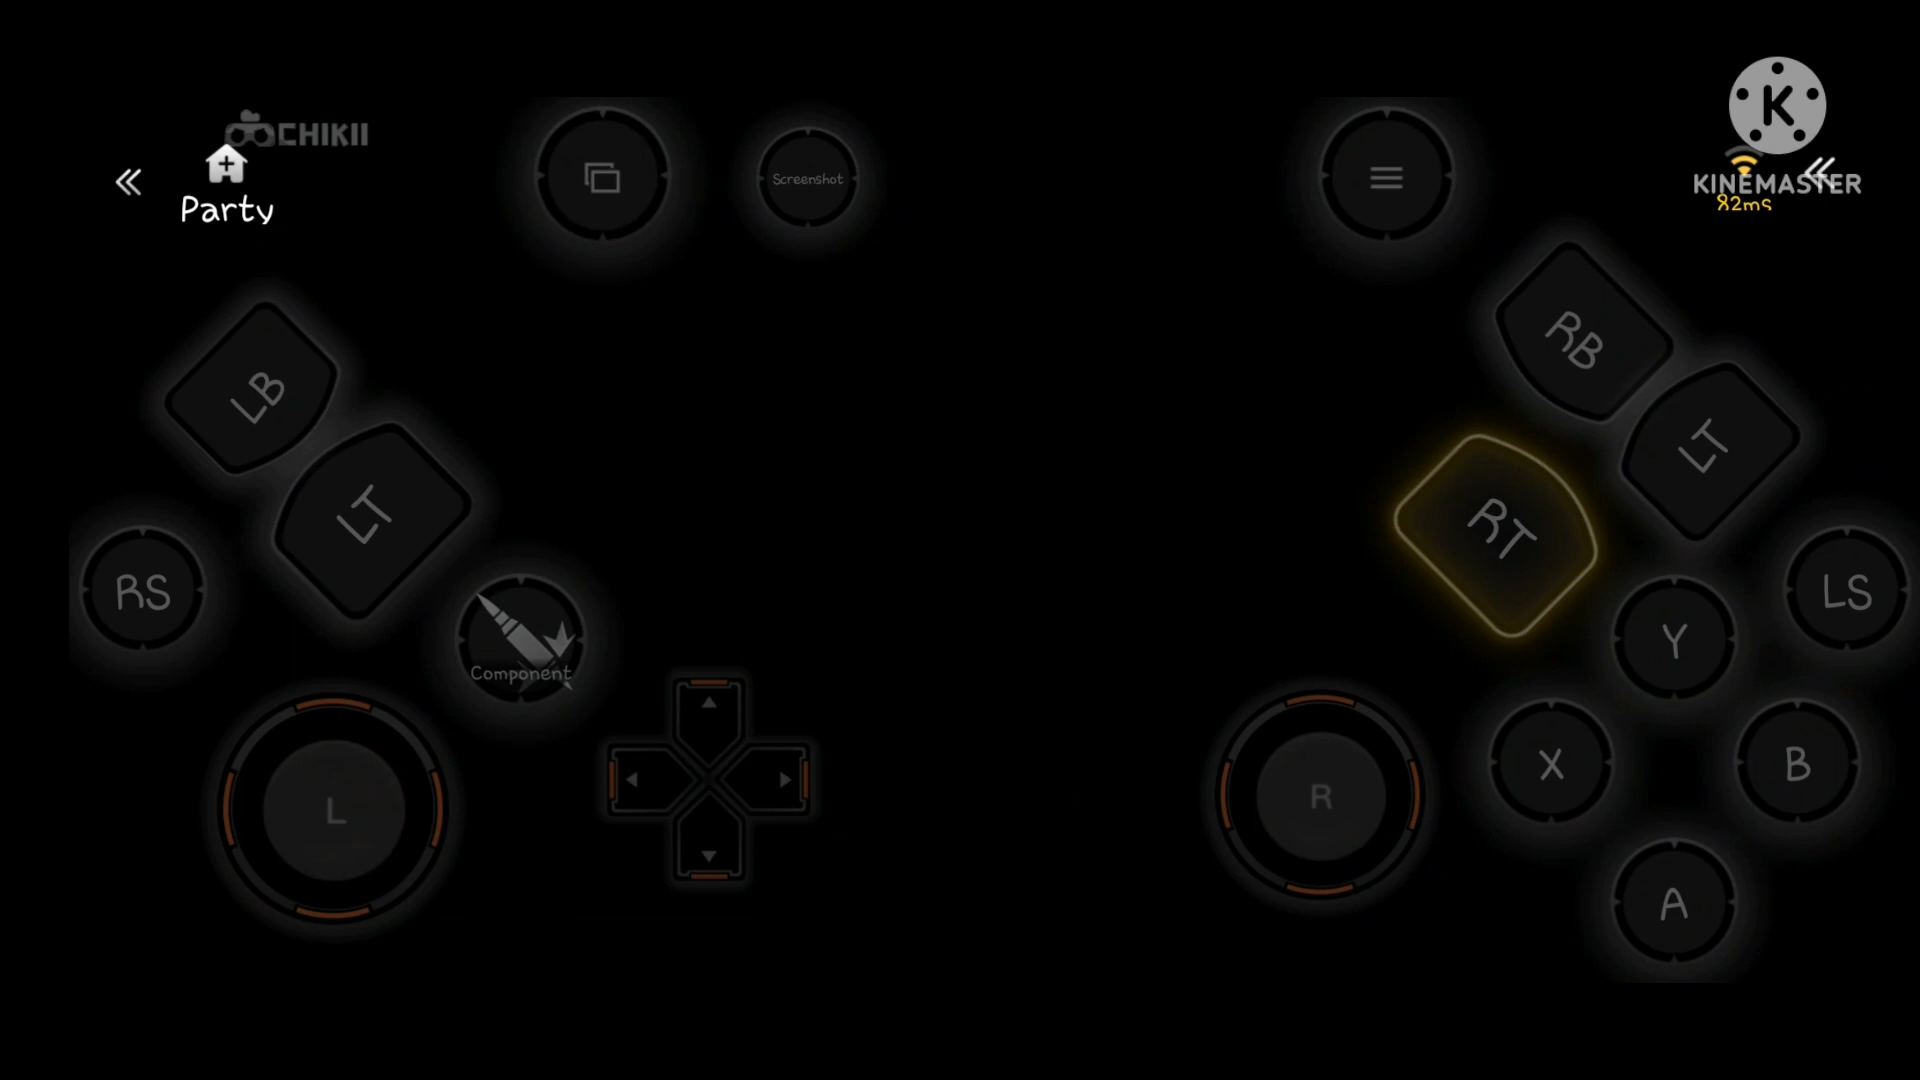 CHIKII
Party
Screenshot
K
KINEMASTER
82ms
LB
LT
RS
Component
L
RB
LT
RT
LS
Y
X
B
R
A